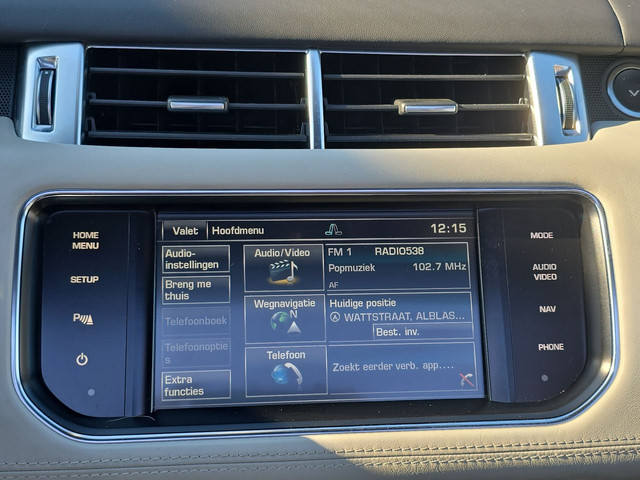 HOME
MENU
SETUP
P
Valet Hoofdmenu 12:15
Audio-
instellingen
Breng me
thuis
Telefoonboek
Telefoonoptie
s
Extra
functies
Audio/Video
FM 1 RADIO538
Popmuziek 102.7 MHz
AF
Wegnavigatie
N
Huidige positie
WATTSTRAAT, ALBLAS...
Best. inv.
Telefoon
Zoekt eerder verb. app....
MODE
AUDIO
VIDEO
NAV
PHONE